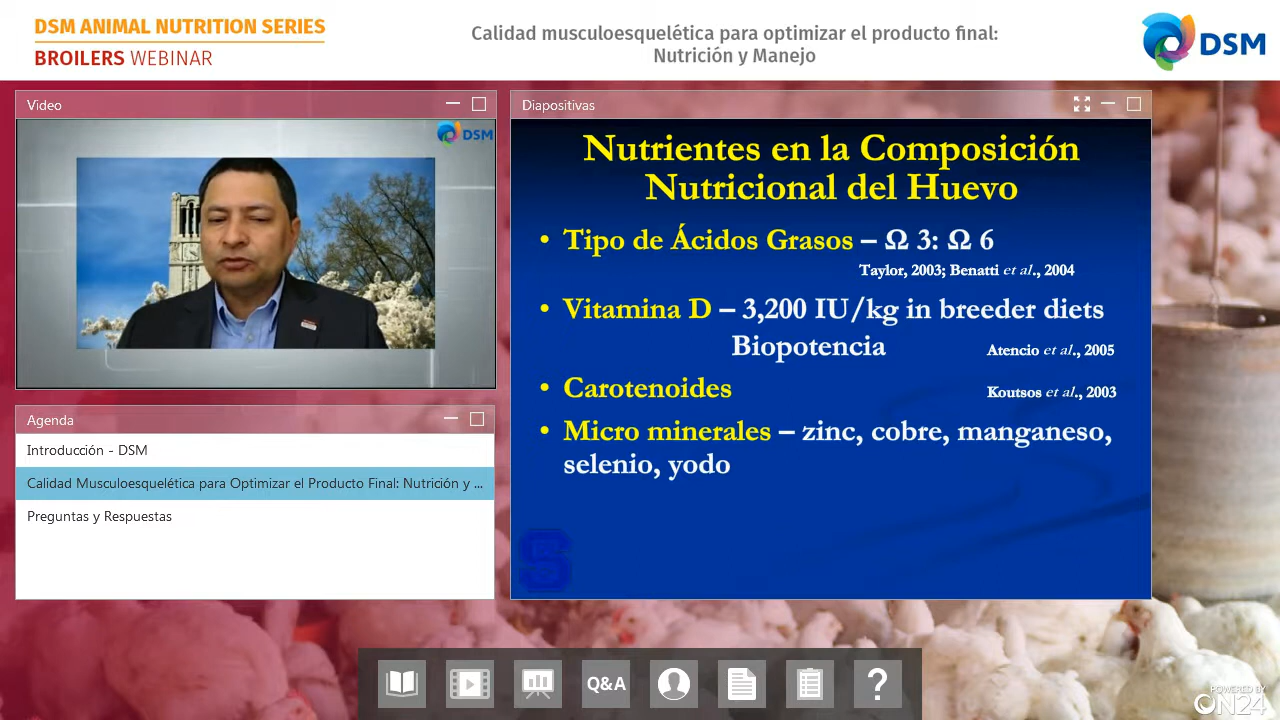 DSM ANIMAL NUTRITION SERIES
BROILERS WEBINAR
Calidad musculoesquelética para optimizar el producto final:
Nutrición y Manejo
DSM
Video
DSM
Agenda
Introducción - DSM
Calidad Musculoesquelética para Optimizar el Producto Final: Nutrición y ...
Preguntas y Respuestas
Diapositivas
Nutrientes en la Composición
Nutricional del Huevo
• Tipo de Ácidos Grasos – Ω 3: Ω 6
Taylor, 2003; Benatti et al., 2004
• Vitamina D – 3,200 IU/kg in breeder diets
Biopotencia Atencio et al., 2005
• Carotenoides Koutsos et al., 2003
• Micro minerales – zinc, cobre, manganeso,
selenio, yodo
S
Q&A
?
POWERED BY
ON24